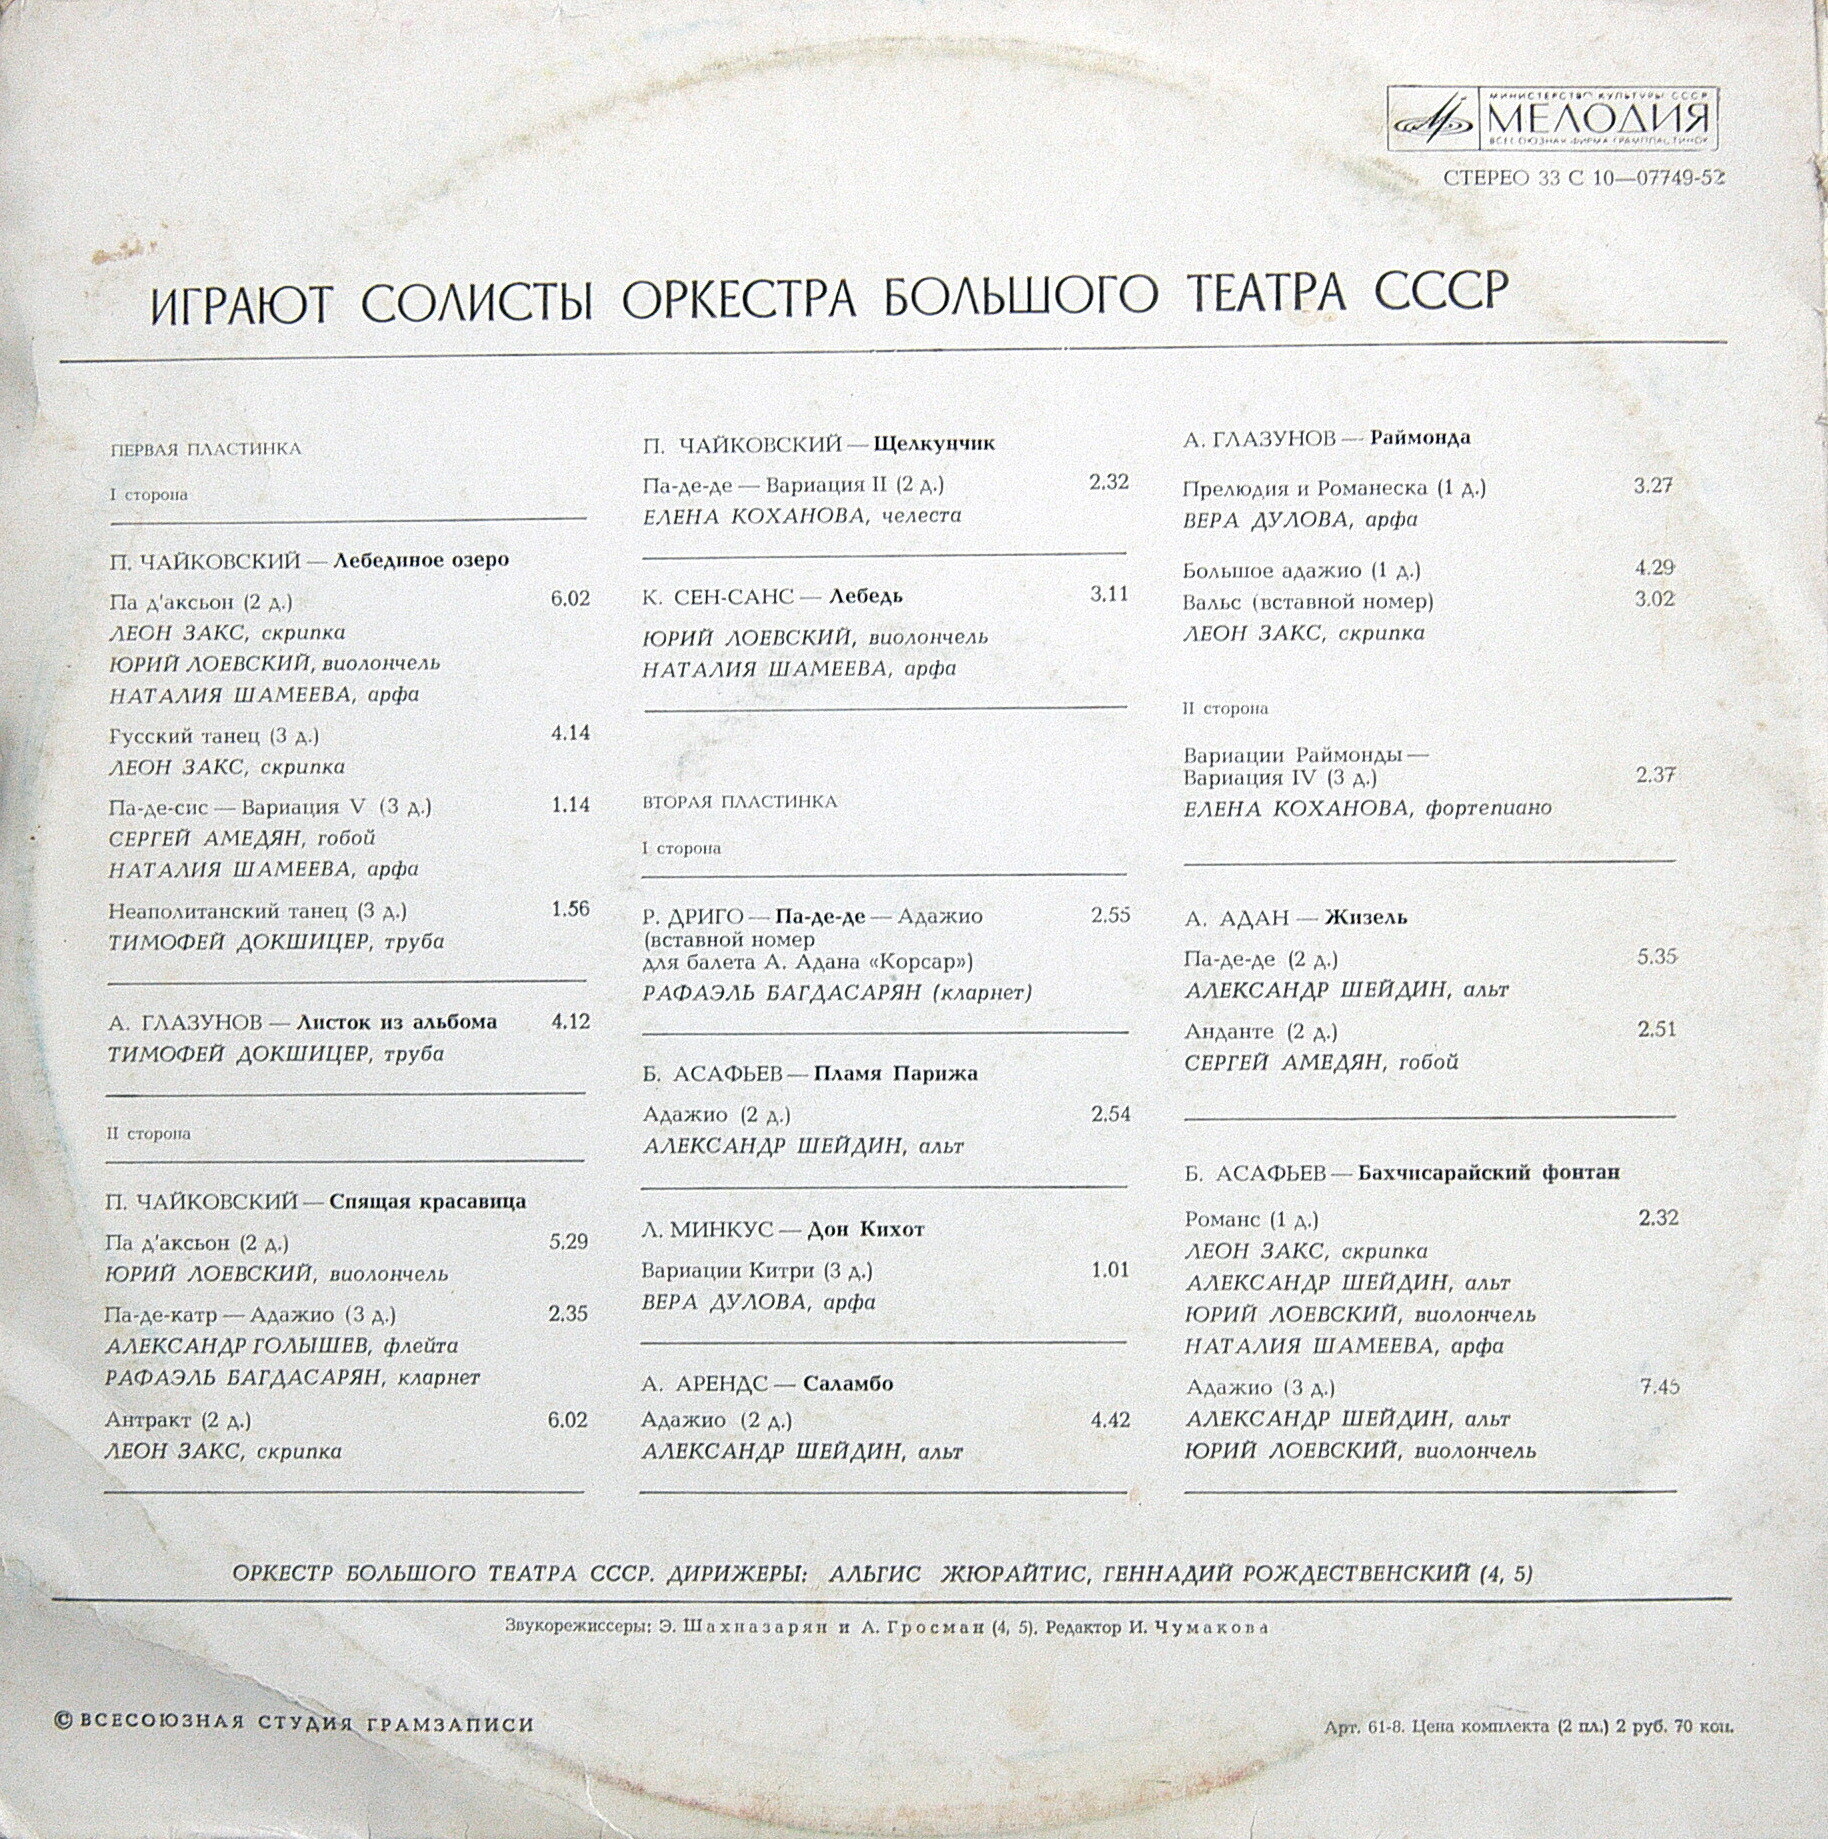 МИНИСТЕРСТВО КУЛЬТУРЫ СССР
МЕЛОДИЯ
ВСЕСОЮЗНАЯ ФИРМА ГРАМПЛАСТИНОК
СТЕРЕО 33 С 10—07749-52
ИГРАЮТ СОЛИСТЫ ОРКЕСТРА БОЛЬШОГО ТЕАТРА СССР
ПЕРВАЯ ПЛАСТИНКА
I сторона
П. ЧАЙКОВСКИЙ — Лебединое озеро
Па д'аксьон (2 д.) 6.02
ЛЕОН ЗАКС, скрипка
ЮРИЙ ЛОЕВСКИЙ, виолончель
НАТАЛИЯ ШАМЕЕВА, арфа
Русский танец (3 д.) 4.14
ЛЕОН ЗАКС, скрипка
Па-де-сис — Вариация V (3 д.) 1.14
СЕРГЕЙ АМЕДЯН, гобой
НАТАЛИЯ ШАМЕЕВА, арфа
Неаполитанский танец (3 д.) 1.56
ТИМОФЕЙ ДОКШИЦЕР, труба
А. ГЛАЗУНОВ — Листок из альбома 4.12
ТИМОФЕЙ ДОКШИЦЕР, труба
II сторона
П. ЧАЙКОВСКИЙ — Спящая красавица
Па д'аксьон (2 д.) 5.29
ЮРИЙ ЛОЕВСКИЙ, виолончель
Па-де-катр — Адажио (3 д.) 2.35
АЛЕКСАНДР ГОЛЫШЕВ, флейта
РАФАЭЛЬ БАГДАСАРЯН, кларнет
Антракт (2 д.) 6.02
ЛЕОН ЗАКС, скрипка
П. ЧАЙКОВСКИЙ — Щелкунчик
Па-де-де — Вариация II (2 д.) 2.32
ЕЛЕНА КОХАНОВА, челеста
К. СЕН-САНС — Лебедь 3.11
ЮРИЙ ЛОЕВСКИЙ, виолончель
НАТАЛИЯ ШАМЕЕВА, арфа
ВТОРАЯ ПЛАСТИНКА
I сторона
Р. ДРИГО — Па-де-де — Адажио 2.55
(вставной номер
для балета А. Адана «Корсар»)
РАФАЭЛЬ БАГДАСАРЯН (кларнет)
Б. АСАФЬЕВ — Пламя Парижа
Адажио (2 д.) 2.54
АЛЕКСАНДР ШЕЙДИН, альт
Л. МИНКУС — Дон Кихот
Вариации Китри (3 д.) 1.01
ВЕРА ДУЛОВА, арфа
А. АРЕНДС — Саламбо
Адажио (2 д.) 4.42
АЛЕКСАНДР ШЕЙДИН, альт
А. ГЛАЗУНОВ — Раймонда
Прелюдия и Романеска (1 д.) 3.27
ВЕРА ДУЛОВА, арфа
Большое адажио (1 д.) 4.29
Вальс (вставной номер) 3.02
ЛЕОН ЗАКС, скрипка
II сторона
Вариации Раймонды —
Вариация IV (3 д.) 2.37
ЕЛЕНА КОХАНОВА, фортепиано
А. АДАН — Жизель
Па-де-де (2 д.) 5.35
АЛЕКСАНДР ШЕЙДИН, альт
Анданте (2 д.) 2.51
СЕРГЕЙ АМЕДЯН, гобой
Б. АСАФЬЕВ — Бахчисарайский фонтан
Романс (1 д.) 2.32
ЛЕОН ЗАКС, скрипка
АЛЕКСАНДР ШЕЙДИН, альт
ЮРИЙ ЛОЕВСКИЙ, виолончель
НАТАЛИЯ ШАМЕЕВА, арфа
Адажио (3 д.) 7.45
АЛЕКСАНДР ШЕЙДИН, альт
ЮРИЙ ЛОЕВСКИЙ, виолончель
ОРКЕСТР БОЛЬШОГО ТЕАТРА СССР. ДИРИЖЕРЫ: АЛЬГИС ЖЮРАЙТИС, ГЕННАДИЙ РОЖДЕСТВЕНСКИЙ (4, 5)
Звукорежиссеры: Э. Шахназарян и А. Гросман (4, 5). Редактор И. Чумакова
© ВСЕСОЮЗНАЯ СТУДИЯ ГРАМЗАПИСИ
Арт. 61-8. Цена комплекта (2 пл.) 2 руб. 70 коп.